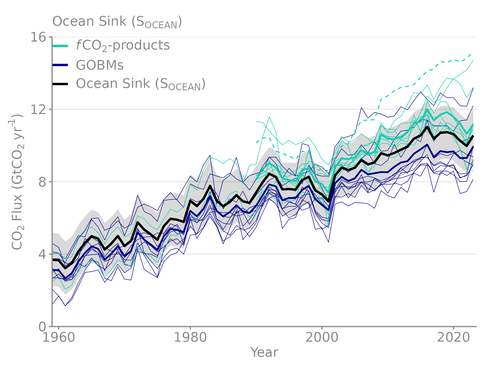 Ocean Sink (SOCEAN)
16
fCO2-products
GOBMs
Ocean Sink (SOCEAN)
12
8
4
0
CO2 Flux (GtCO2 yr-1)
1960 1980 2000 2020
Year